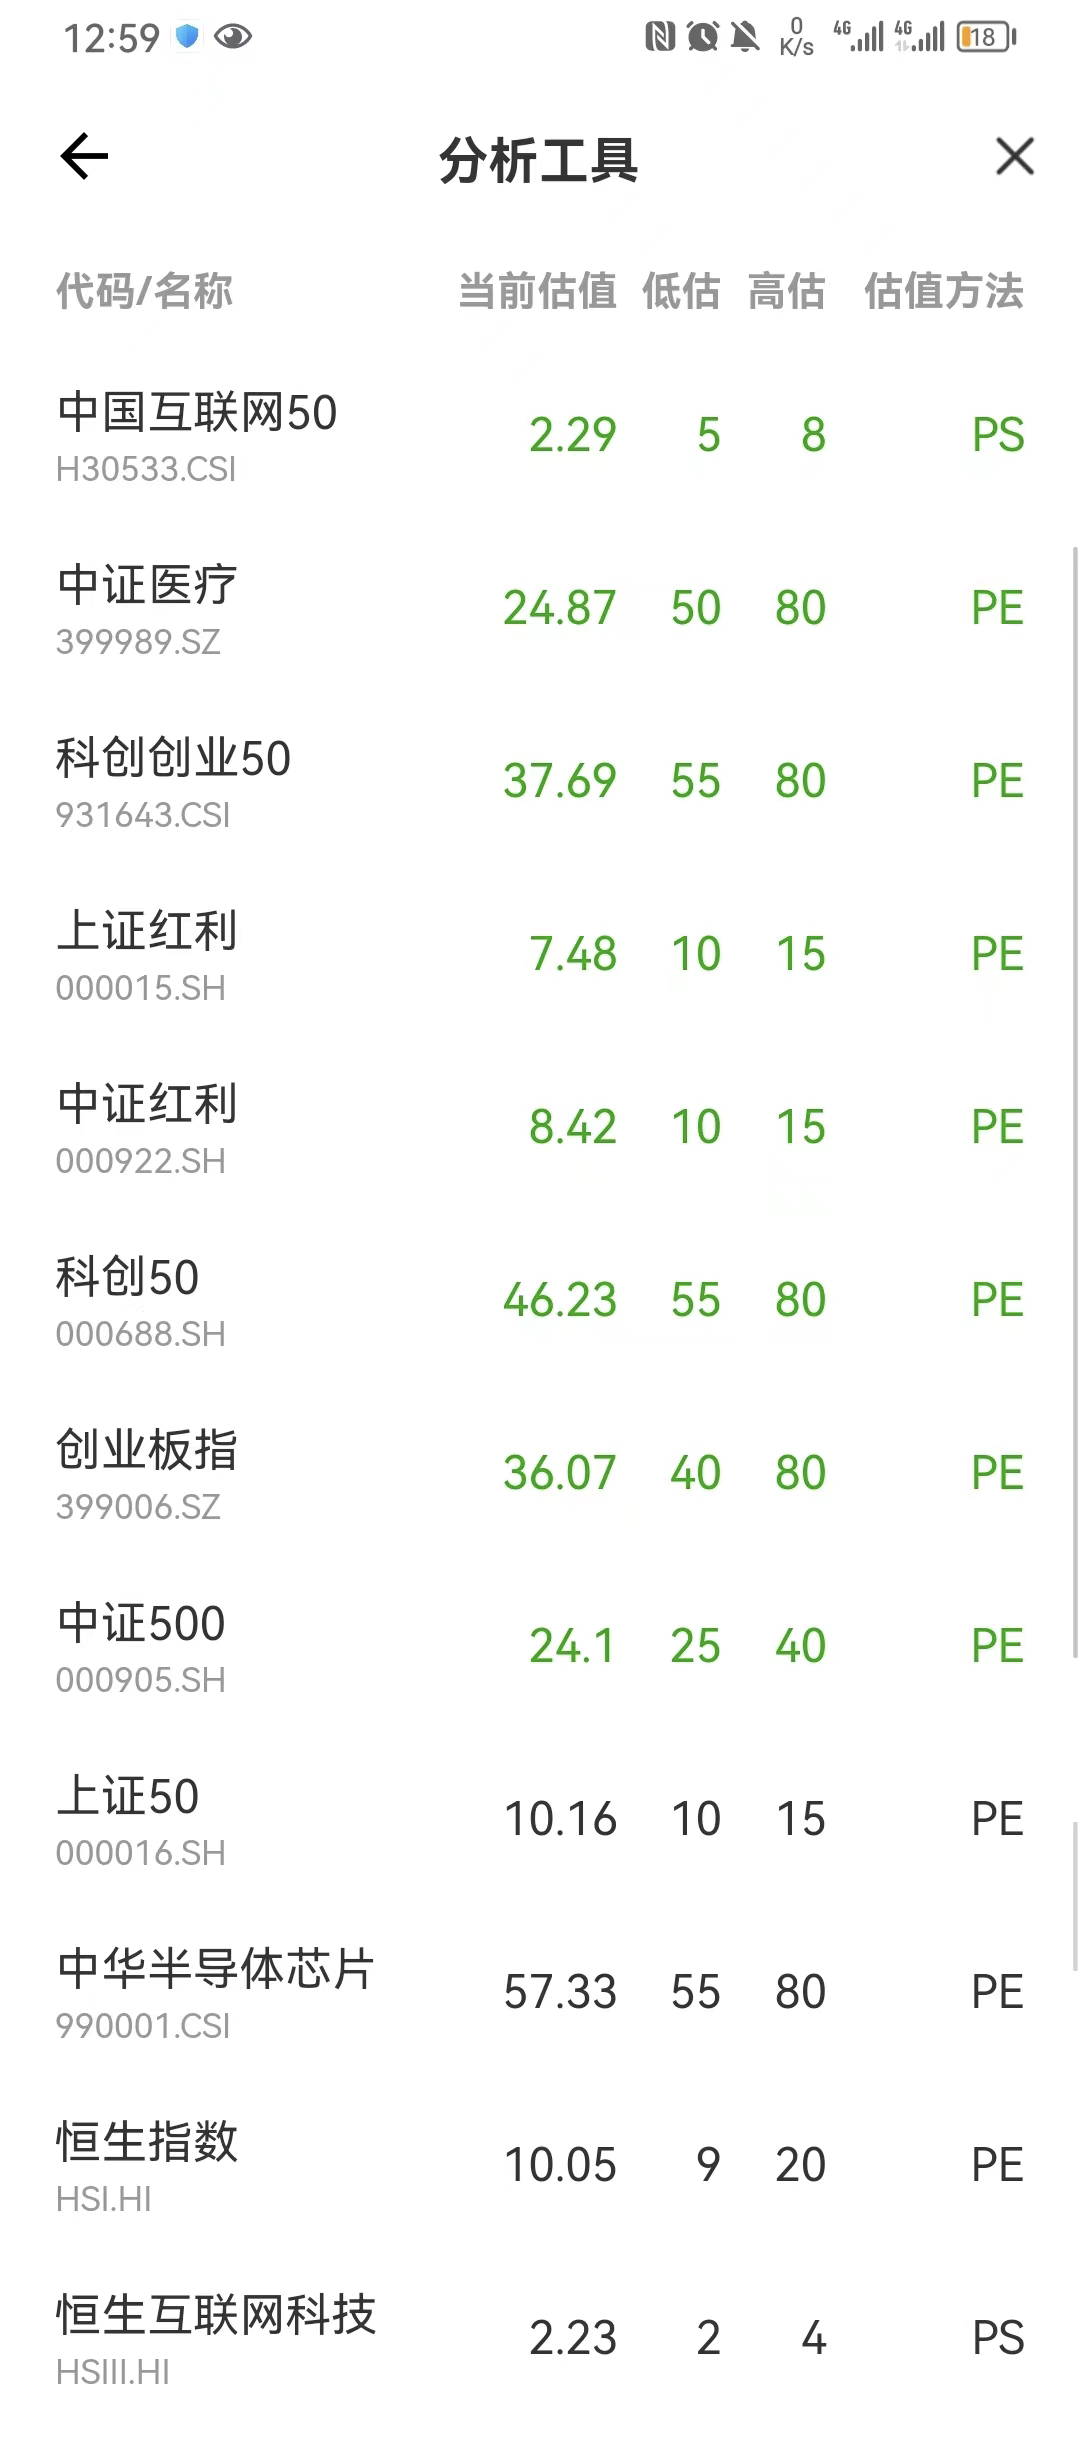 12:59 0 K/s 4G 4G 18
分析工具
代码/名称 当前估值 低估 高估 估值方法
中国互联网50 2.29 5 8 PS
H30533.CSI
中证医疗 24.87 50 80 PE
399989.SZ
科创创业50 37.69 55 80 PE
931643.CSI
上证红利 7.48 10 15 PE
000015.SH
中证红利 8.42 10 15 PE
000922.SH
科创50 46.23 55 80 PE
000688.SH
创业板指 36.07 40 80 PE
399006.SZ
中证500 24.1 25 40 PE
000905.SH
上证50 10.16 10 15 PE
000016.SH
中华半导体芯片 57.33 55 80 PE
990001.CSI
恒生指数 10.05 9 20 PE
HSI.HI
恒生互联网科技 2.23 2 4 PS
HSIII.HI